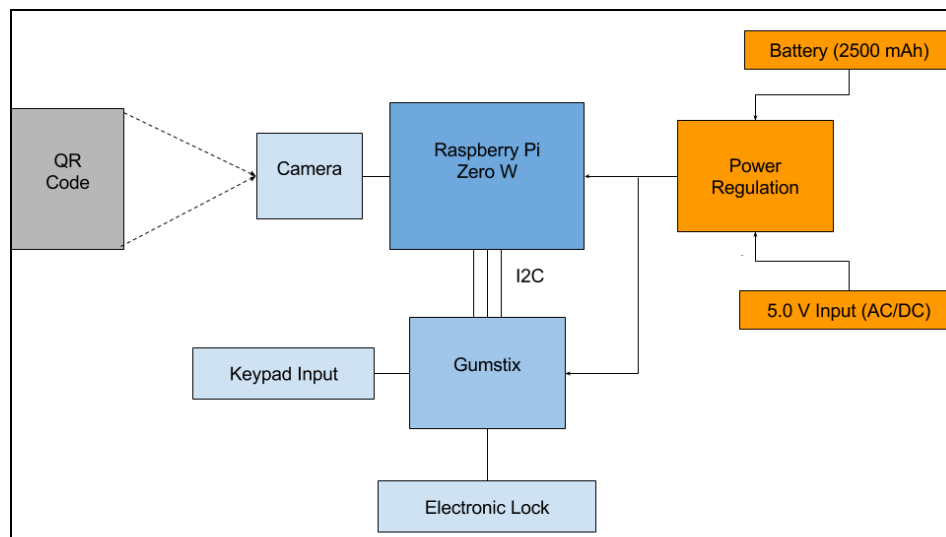 Battery (2500 mAh)
QR
Code
Camera
Raspberry Pi
Zero W
Power
Regulation
I2C
5.0 V Input (AC/DC)
Keypad Input
Gumstix
Electronic Lock